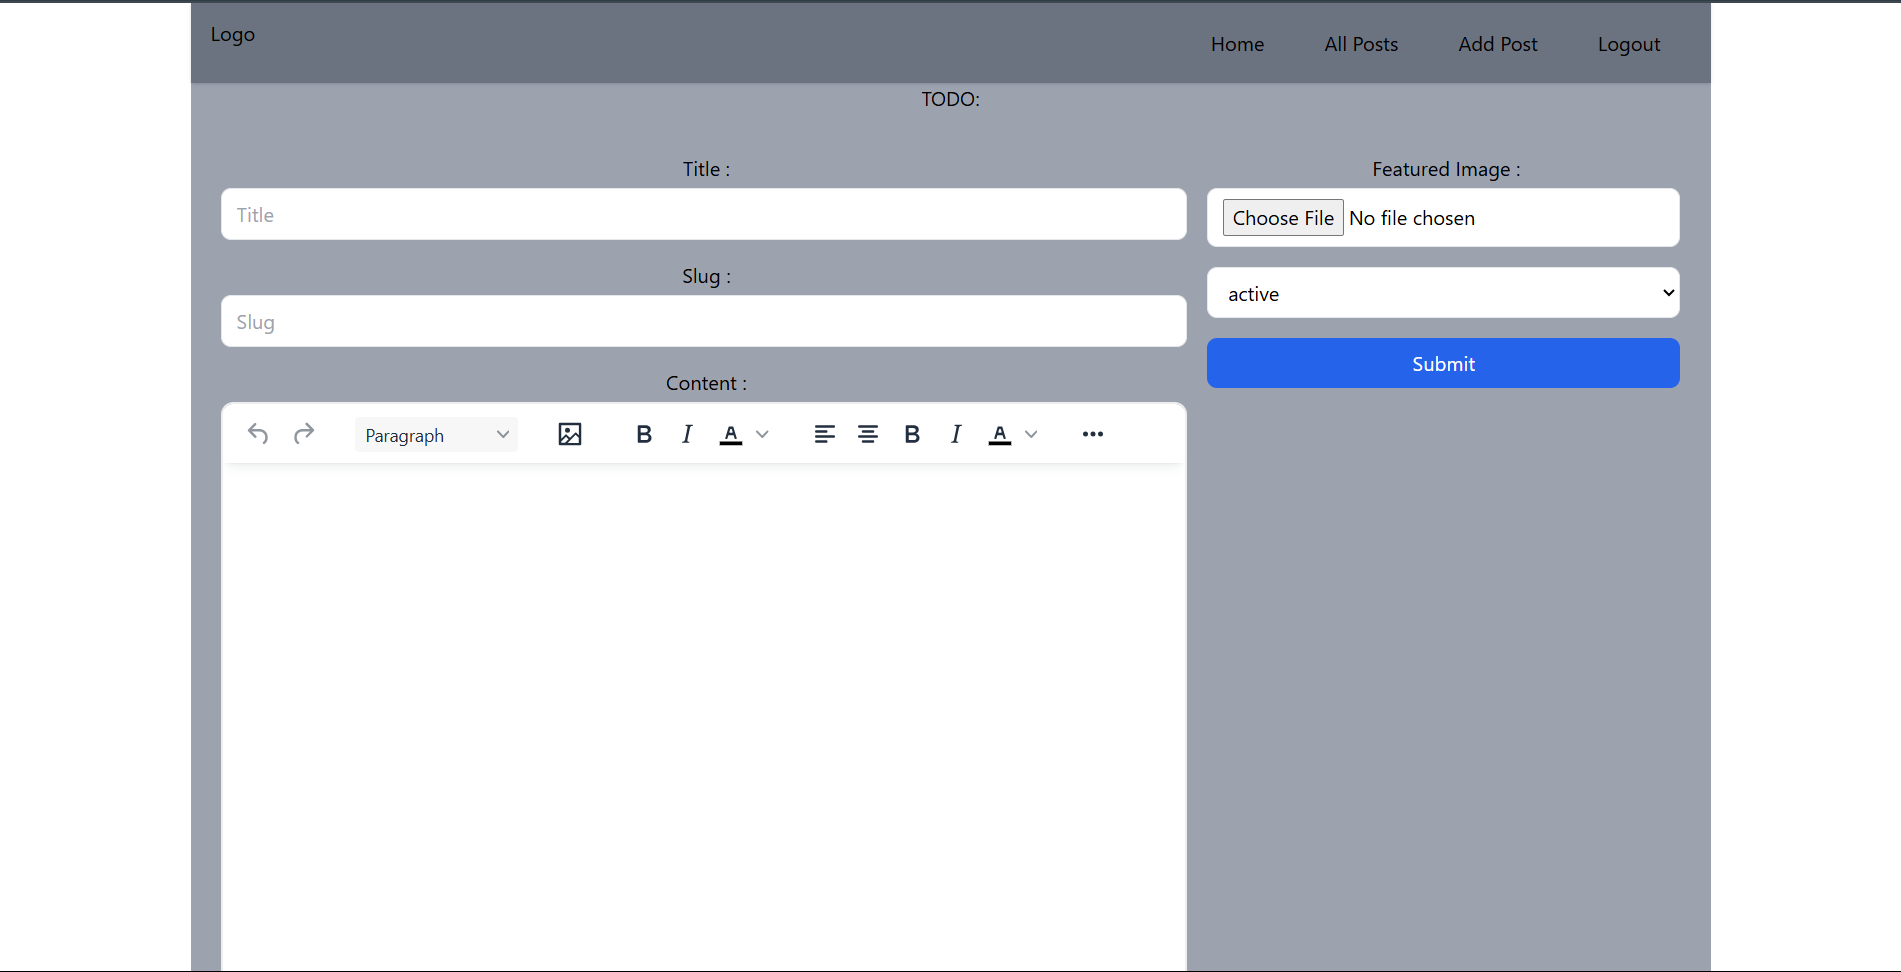 Logo
Home All Posts Add Post Logout
TODO:
Title :
Title
Slug :
Slug
Content :
Paragraph B I A B I A
Featured Image :
Choose File No file chosen
active
Submit